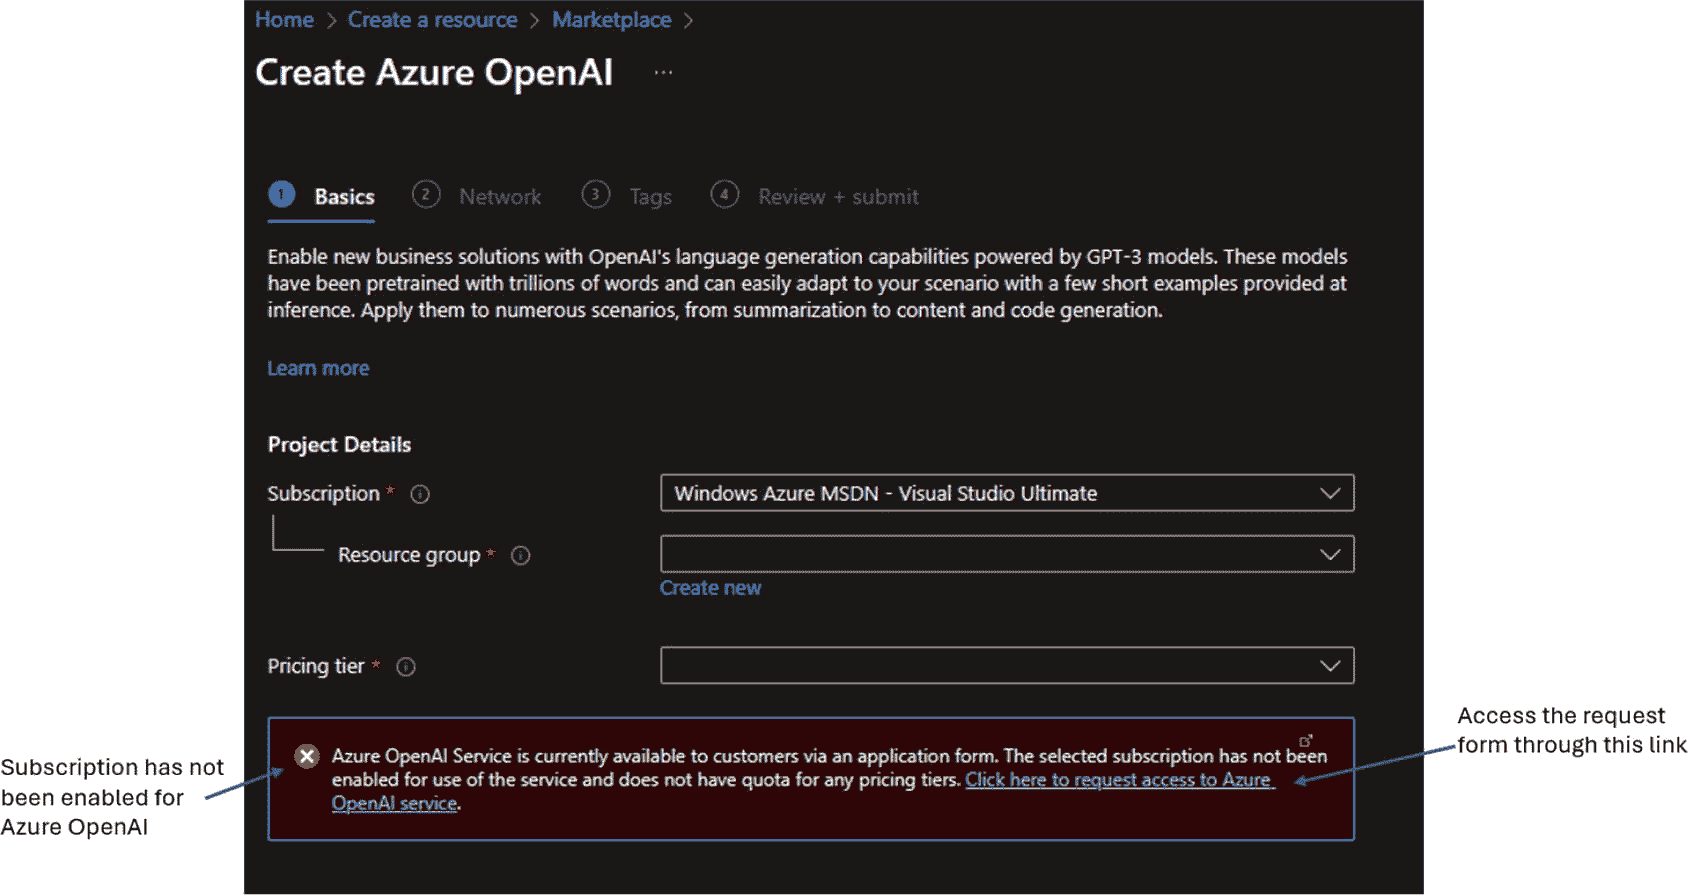 Home > Create a resource > Marketplace >
Create Azure OpenAI ...
1 Basics 2 Network 3 Tags 4 Review + submit
Enable new business solutions with OpenAI's language generation capabilities powered by GPT-3 models. These models
have been pretrained with trillions of words and can easily adapt to your scenario with a few short examples provided at
inference. Apply them to numerous scenarios, from summarization to content and code generation.
Learn more
Project Details
Subscription * Windows Azure MSDN - Visual Studio Ultimate
Resource group *
Create new
Pricing tier *
Azure OpenAI Service is currently available to customers via an application form. The selected subscription has not been
enabled for use of the service and does not have quota for any pricing tiers. Click here to request access to Azure
OpenAI service.
Subscription has not
been enabled for
Azure OpenAI
Access the request
form through this link